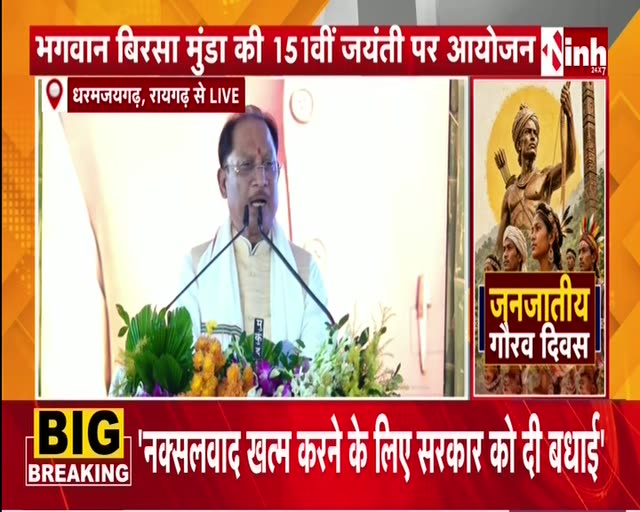 भगवान बिरसा मुंडा की 151वीं जयंती पर आयोजन
inh
24x7
धरमजयगढ़, रायगढ़ से LIVE
जनजातीय
गौरव दिवस
BIG
BREAKING
'नक्सलवाद खत्म करने के लिए सरकार को दी बधाई'